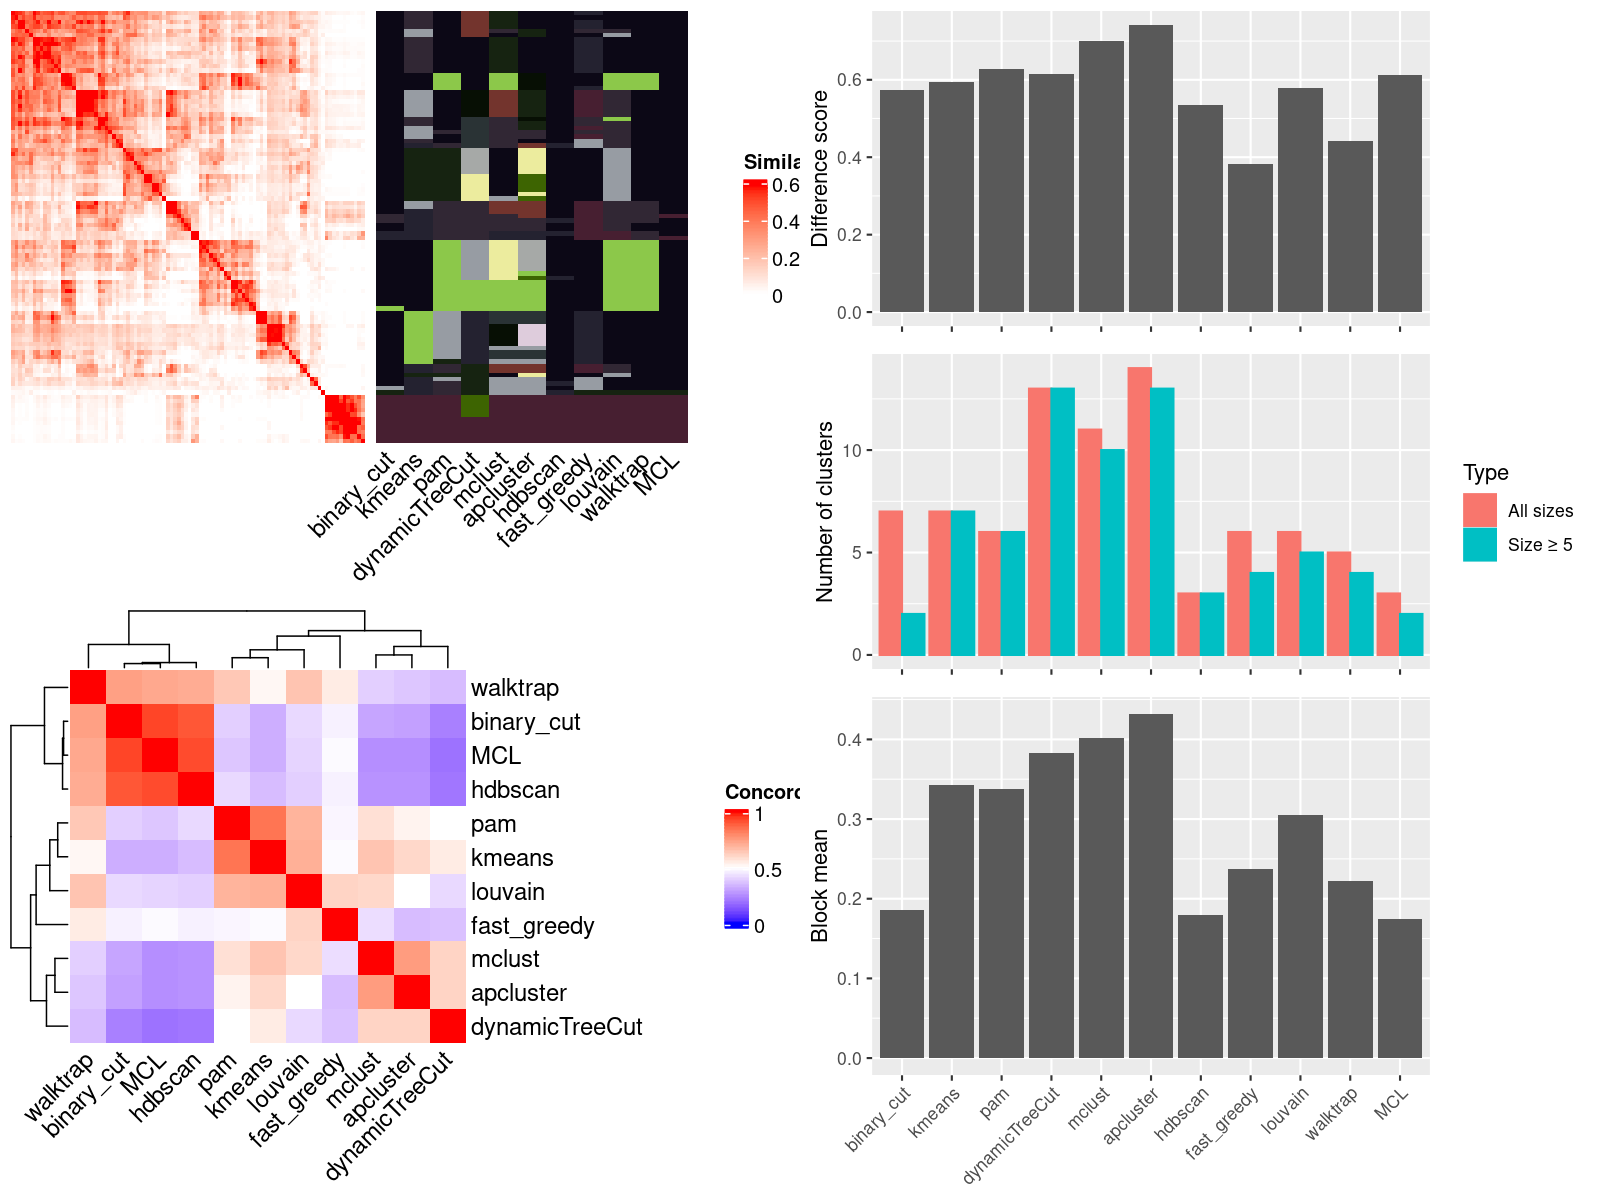 binary_cut
kmeans
pam
dynamicTreeCut
mclust
apcluster
hdbscan
fast_greedy
louvain
walktrap
MCL
Simila
0.6
0.4
0.2
0
walktrap
binary_cut
MCL
hdbscan
pam
kmeans
louvain
fast_greedy
mclust
apcluster
dynamicTreeCut
walktrap
binary_cut
MCL
hdbscan
pam
kmeans
louvain
fast_greedy
mclust
apcluster
dynamicTreeCut
Concord
1
0.5
0
Difference score
0.6
0.4
0.2
0.0
Number of clusters
10
5
0
Type
All sizes
Size ≥ 5
Block mean
0.4
0.3
0.2
0.1
0.0
binary_cut
kmeans
pam
dynamicTreeCut
mclust
apcluster
hdbscan
fast_greedy
louvain
walktrap
MCL